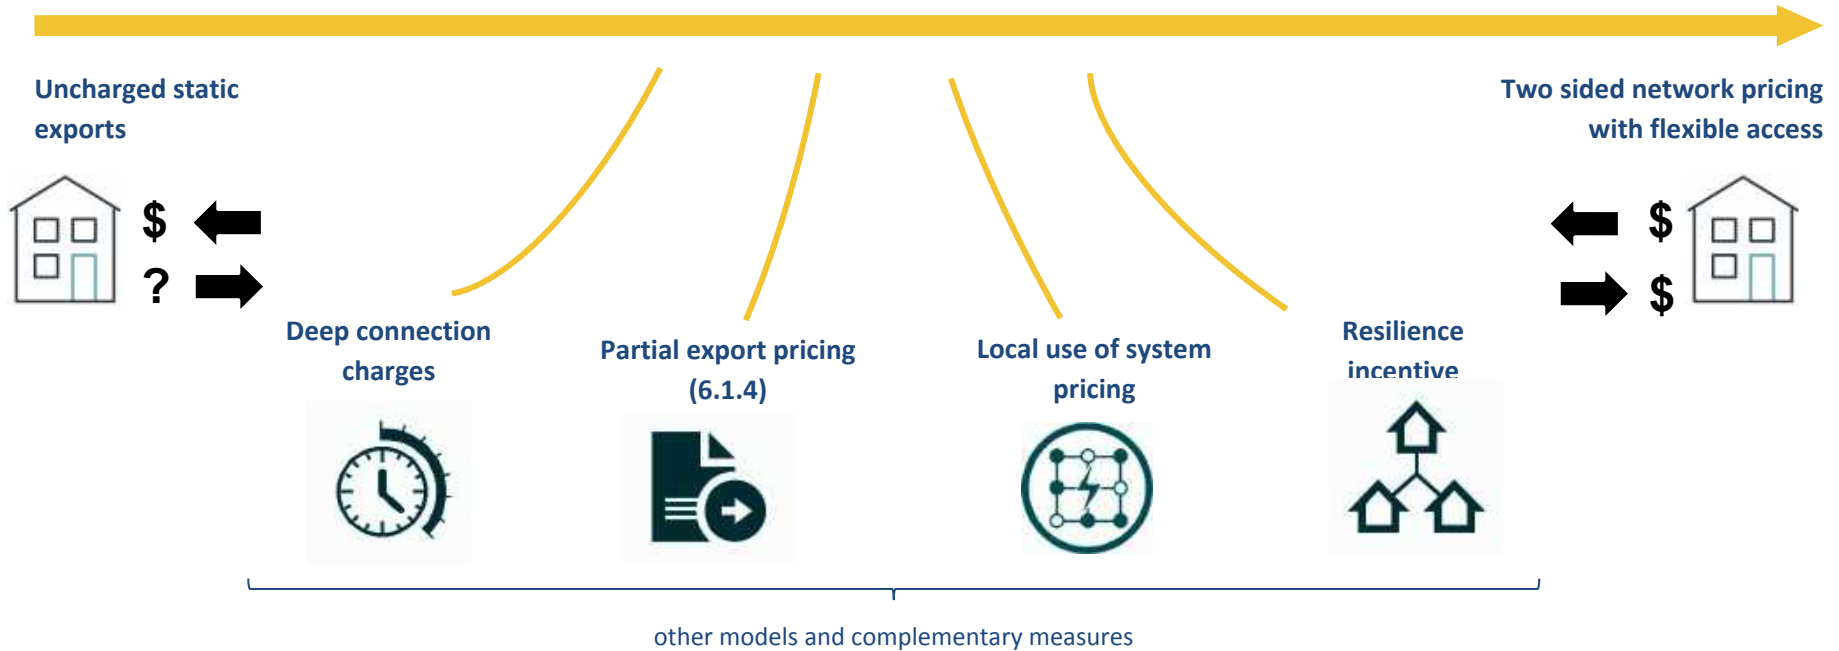 Uncharged static
exports
Two sided network pricing
with flexible access
$
?
$
$
Deep connection
charges
Partial export pricing
(6.1.4)
Local use of system
pricing
Resilience
incentive
other models and complementary measures